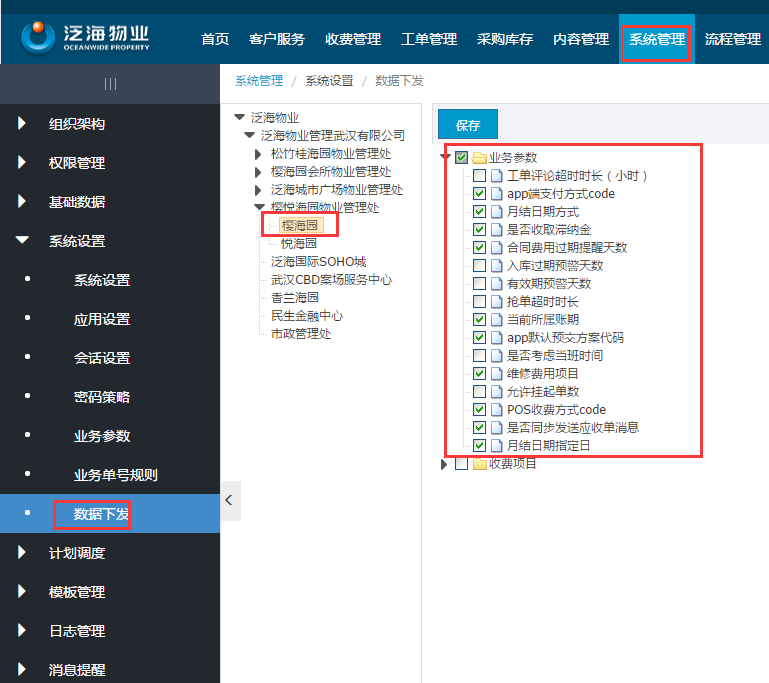 泛海物业
OCEANWIDE PROPERTY
首页 客户服务 收费管理 工单管理 采购库存 内容管理 系统管理 流程管理
系统管理 / 系统设置 / 数据下发
组织架构
权限管理
基础数据
系统设置
系统设置
应用设置
会话设置
密码策略
业务参数
业务单号规则
数据下发
计划调度
模板管理
日志管理
消息提醒
泛海物业
泛海物业管理武汉有限公司
松竹桂海园物业管理处
樱海园会所物业管理处
泛海城市广场物业管理处
樱悦海园物业管理处
樱海园
悦海园
泛海国际SOHO城
武汉CBD案场服务中心
香兰海园
民生金融中心
市政管理处
保存
业务参数
工单评论超时时长（小时）
app端支付方式code
月结日期方式
是否收取滞纳金
合同费用过期提醒天数
入库过期预警天数
有效期预警天数
抢单超时时长
当前所属账期
app默认预交方案代码
是否考虑当班时间
维修费用项目
允许挂起单数
POS收费方式code
是否同步发送应收单消息
月结日期指定日
收费项目